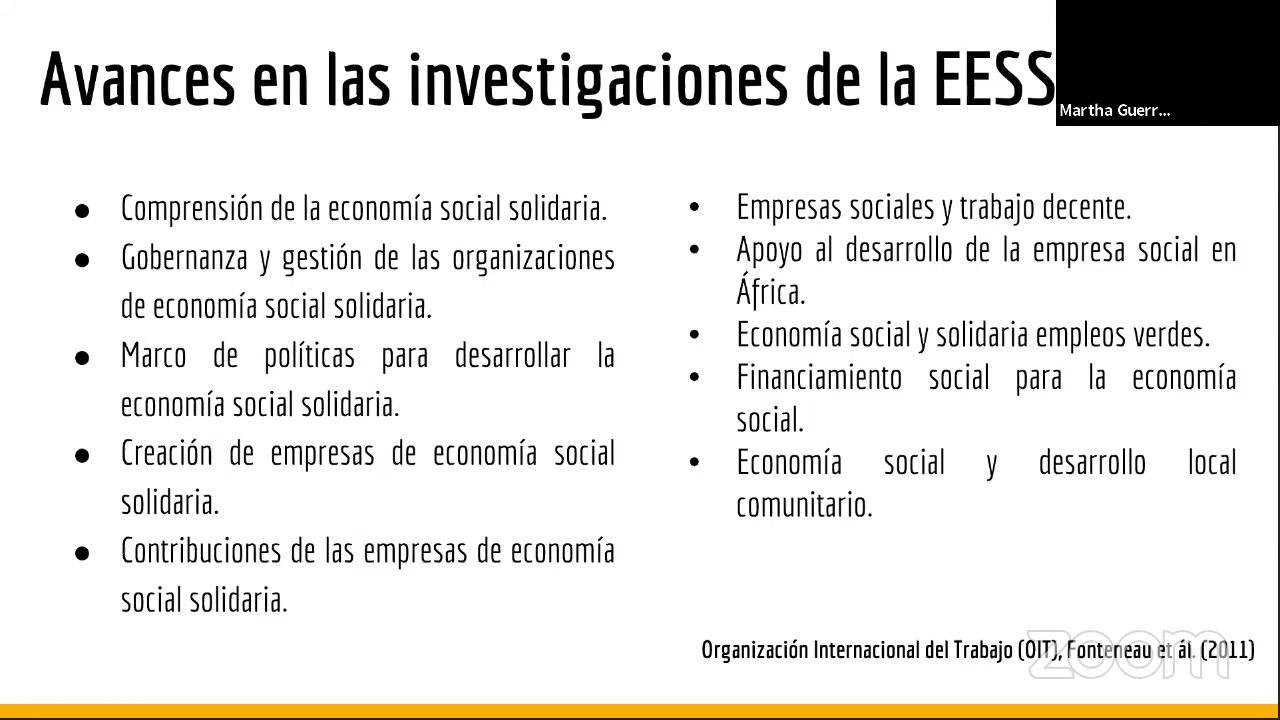 Avances en las investigaciones de la EESS
Martha Guerr...
● Comprensión de la economía social solidaria.
● Gobernanza y gestión de las organizaciones
de economía social solidaria.
● Marco de políticas para desarrollar la
economía social solidaria.
● Creación de empresas de economía social
solidaria.
● Contribuciones de las empresas de economía
social solidaria.
• Empresas sociales y trabajo decente.
• Apoyo al desarrollo de la empresa social en
África.
• Economía social y solidaria empleos verdes.
• Financiamiento social para la economía
social.
• Economía social y desarrollo local
comunitario.
Organización Internacional del Trabajo (OIT), Fonteneau et ál. (2011)
zoom